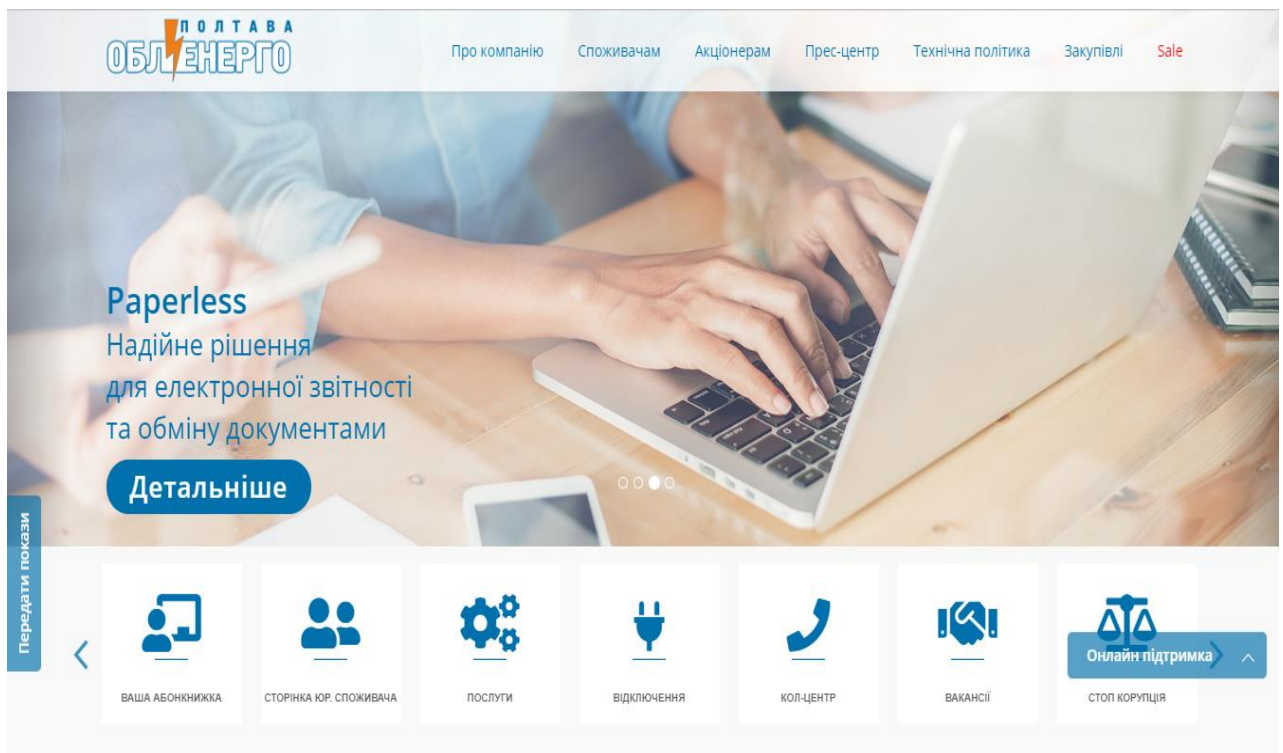 ПОЛТАВА
ОБЛЕНЕРГО
Про компанію Споживачам Акціонерам Прес-центр Технічна політика Закупівлі Sale
Paperless
Надійне рішення
для електронної звітності
та обміну документами
Детальніше
Передати покази
ВАША АБОНКНИЖКА СТОРІНКА ЮР. СПОЖИВАЧА ПОСЛУГИ ВІДКЛЮЧЕННЯ КОЛ-ЦЕНТР ВАКАНСІЇ СТОП КОРУПЦІЯ
Онлайн підтримка